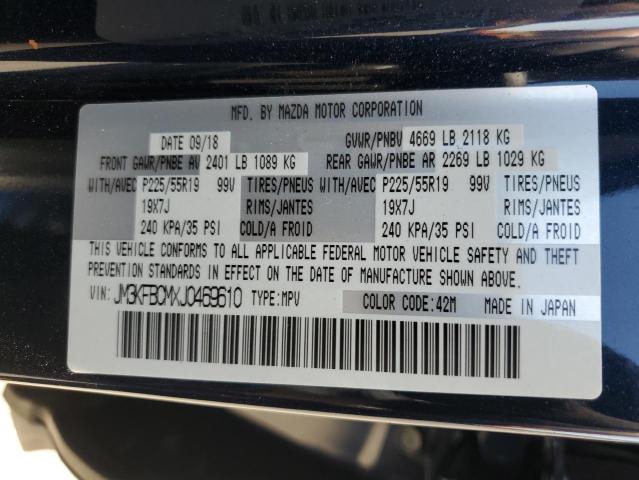 MFD. BY MAZDA MOTOR CORPORATION
DATE 09/18 GVWR/PNBV 4669 LB 2118 KG
FRONT GAWR/PNBE AV 2401 LB 1089 KG REAR GAWR/PNBE AR 2269 LB 1029 KG
WITH/AVEC P225/55R19 99V TIRES/PNEUS WITH/AVEC P225/55R19 99V TIRES/PNEUS
19X7J RIMS/JANTES 19X7J RIMS/JANTES
240 KPA/35 PSI COLD/A FROID 240 KPA/35 PSI COLD/A FROID
THIS VEHICLE CONFORMS TO ALL APPLICABLE FEDERAL MOTOR VEHICLE SAFETY AND THEFT
PREVENTION STANDARDS IN EFFECT ON THE DATE OF MANUFACTURE SHOWN ABOVE.
VIN: JM3KFBCMXJ0469610 TYPE:MPV COLOR CODE:42M MADE IN JAPAN